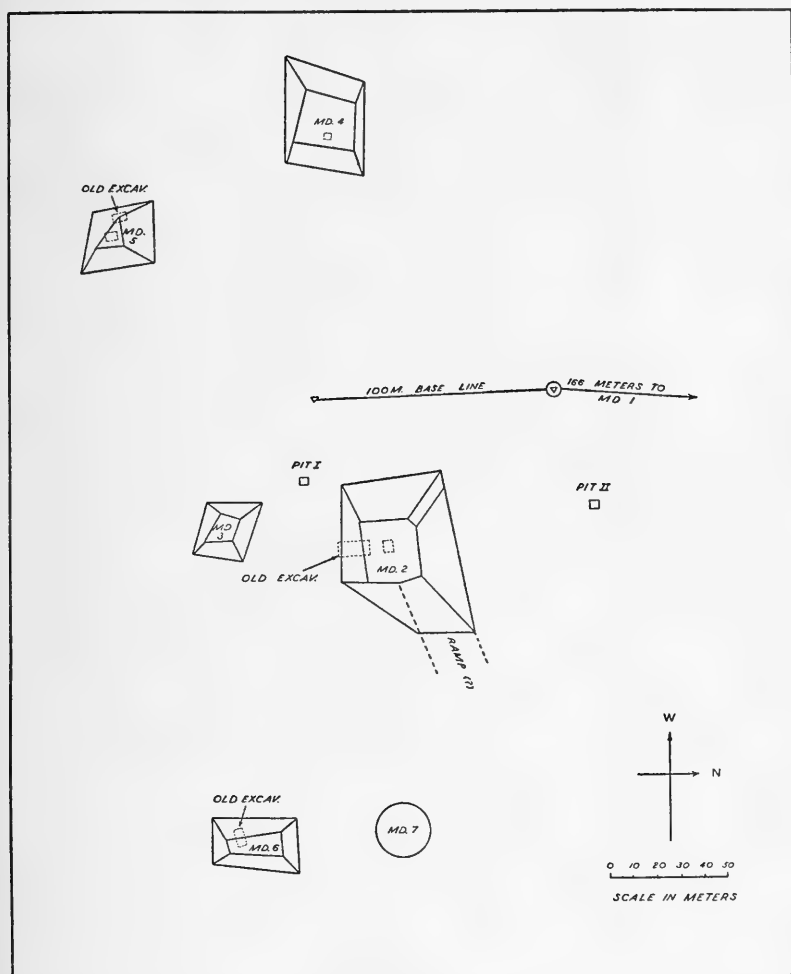 MD. 4
OLD EXCAV.
MD.
5
100 M. BASE LINE
166 METERS TO
MD 1
PIT I
PIT II
MD
3
OLD EXCAV.
MD. 2
RAMP (?)
W
N
OLD EXCAV.
MD. 6
MD. 7
0 10 20 30 40 50
SCALE IN METERS